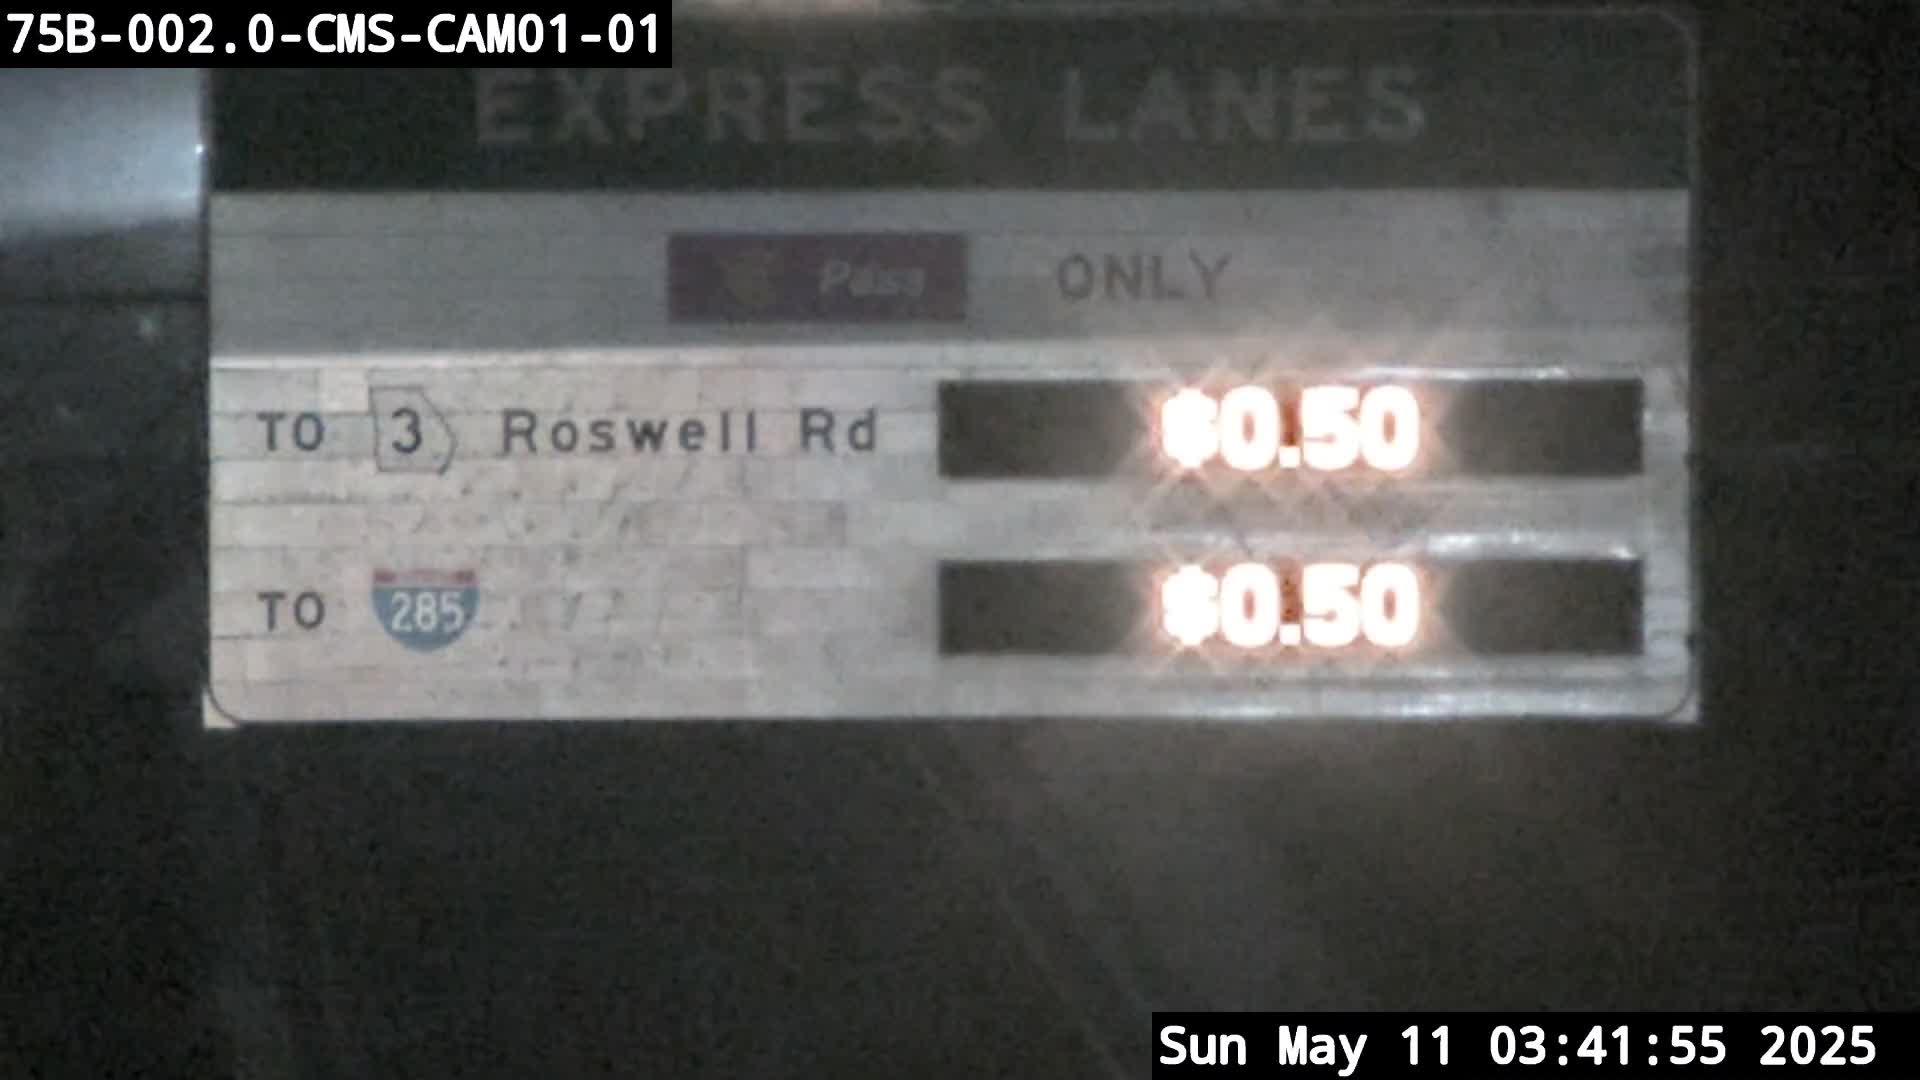 75B-002.0-CMS-CAM01-01
EXPRESS LANES
Pass ONLY
TO 3 Roswell Rd $0.50
TO 285 $0.50
Sun May 11 03:41:55 2025